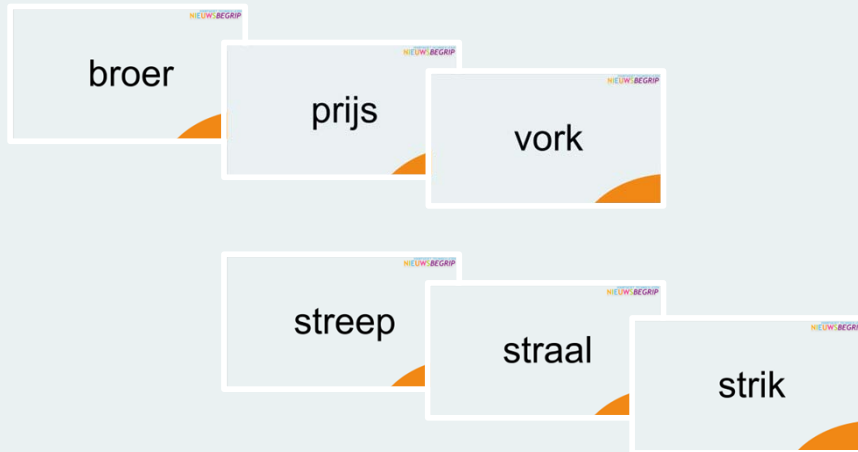 NIEUWSBEGRIP
broer
NIEUWSBEGRIP
prijs
NIEUWSBEGRIP
vork
NIEUWSBEGRIP
streep
NIEUWSBEGRIP
straal
NIEUWSBEGRIP
strik